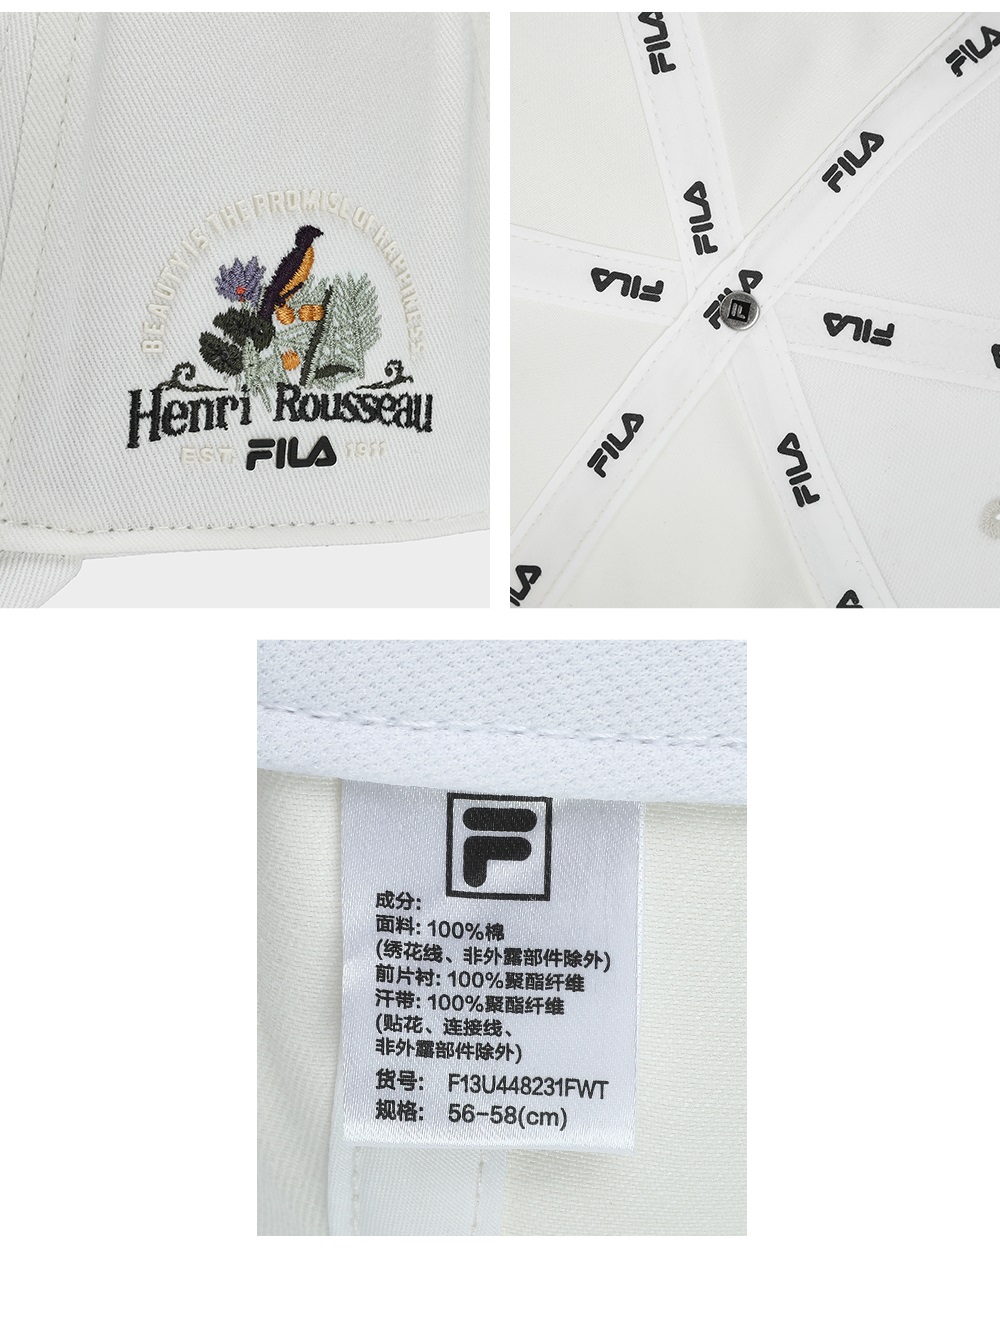 BEAUTY IS THE PROMISE OF HAPPINESS
Henri Rousseau
EST. FILA 1911
FILA
FILA
FILA
FILA
FILA
FILA
FILA
FILA
FILA
F
成分:
面料: 100%棉
(绣花线、非外露部件除外)
前片衬: 100%聚酯纤维
汗带: 100%聚酯纤维
(贴花、连接线、
非外露部件除外)
货号: F13U448231FWT
规格: 56-58(cm)